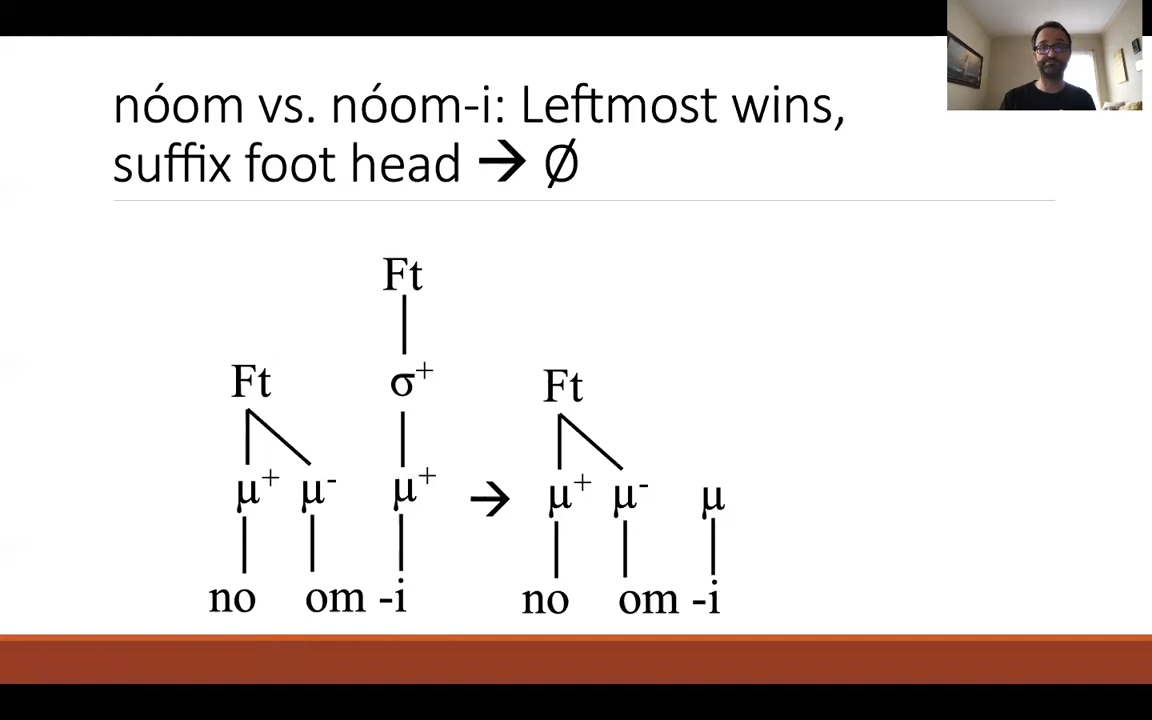 nóom vs. nóom-i: Leftmost wins,
suffix foot head → Ø
Ft
Ft σ⁺ Ft
μ⁺ μ⁻ μ⁺ → μ⁺ μ⁻ μ
no om -i no om -i